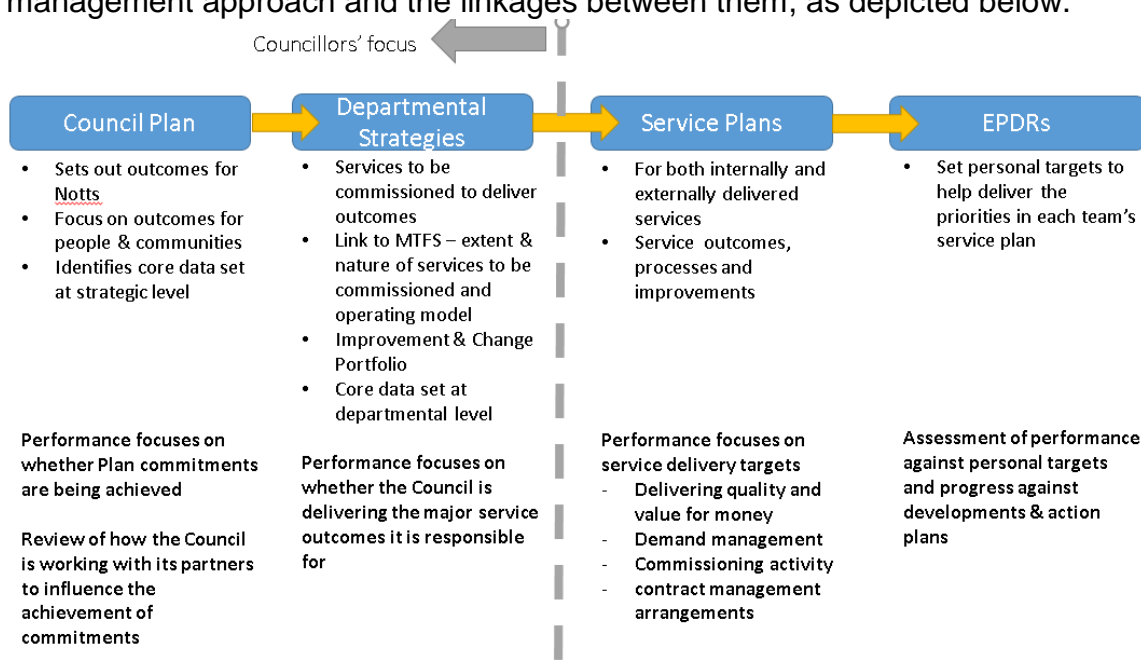 management approach and the linkages between them, as depicted below.
Councillors' focus
Council Plan
• Sets out outcomes for
Notts
• Focus on outcomes for
people & communities
• Identifies core data set
at strategic level
Performance focuses on
whether Plan commitments
are being achieved
Review of how the Council
is working with its partners
to influence the
achievement of
commitments
Departmental
Strategies
• Services to be
commissioned to deliver
outcomes
• Link to MTFS – extent &
nature of services to be
commissioned and
operating model
• Improvement & Change
Portfolio
• Core data set at
departmental level
Performance focuses on
whether the Council is
delivering the major service
outcomes it is responsible
for
Service Plans
• For both internally and
externally delivered
services
• Service outcomes,
processes and
improvements
Performance focuses on
service delivery targets
- Delivering quality and
value for money
- Demand management
- Commissioning activity
- contract management
arrangements
EPDRs
• Set personal targets to
help deliver the
priorities in each team's
service plan
Assessment of performance
against personal targets
and progress against
developments & action
plans